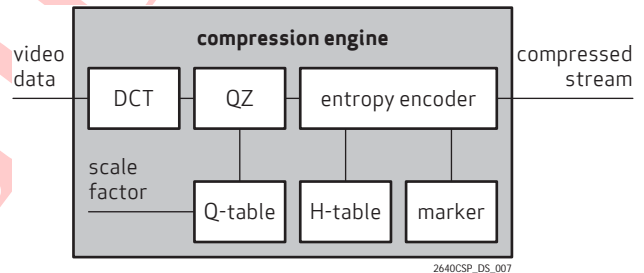 compression engine
video
data
compressed
stream
DCT
QZ
entropy encoder
scale
factor
Q-table
H-table
marker
2640CSP_DS_007